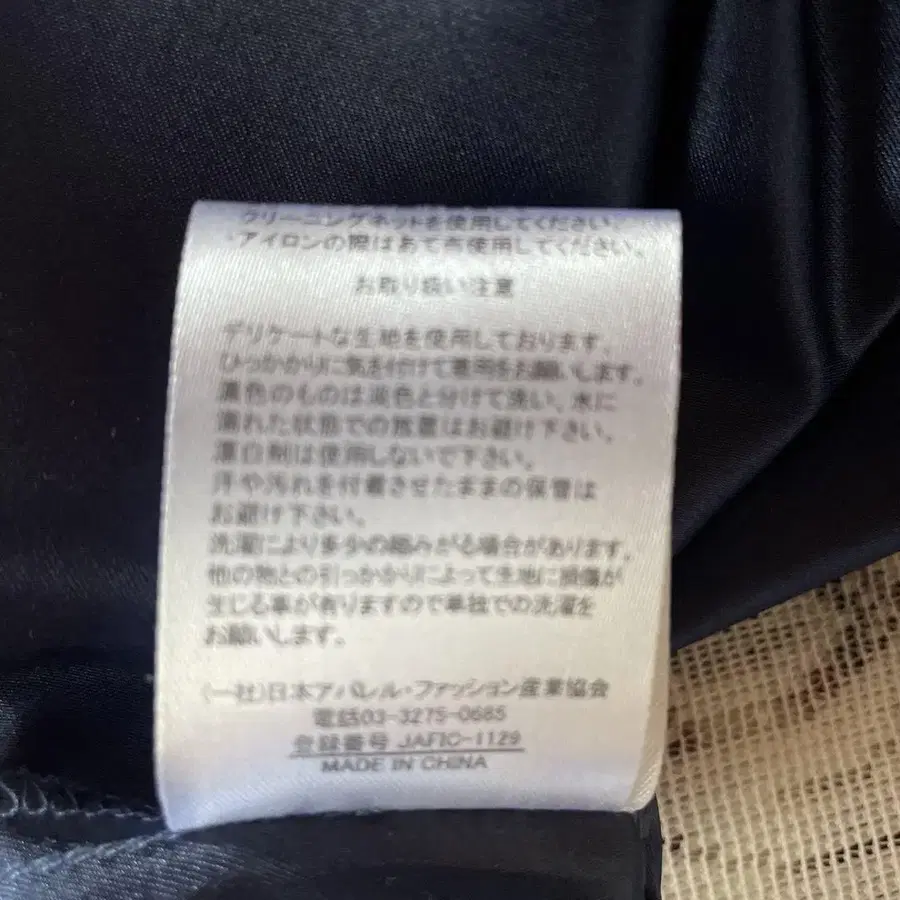 クリーニングネットを使用してください。
・アイロンの際はあて布使用してください。
お取り扱い注意
デリケートな生地を使用しております。
ひっかかりに気を付けて着用をお願いします。
濃色のものは淡色と分けて洗い、水に
濡れた状態での放置はお避け下さい。
漂白剤は使用しないで下さい。
汗や汚れを付着させたままの保管は
お避け下さい。
洗濯により多少の縮みがる場合があります。
他の物との引っかかりによって生地に損傷が
生じる事が有りますので単独での洗濯を
お願いします。
(一社)日本アパレル・ファッション産業協会
電話03-3275-0685
登録番号 JAFIC-1129
MADE IN CHINA